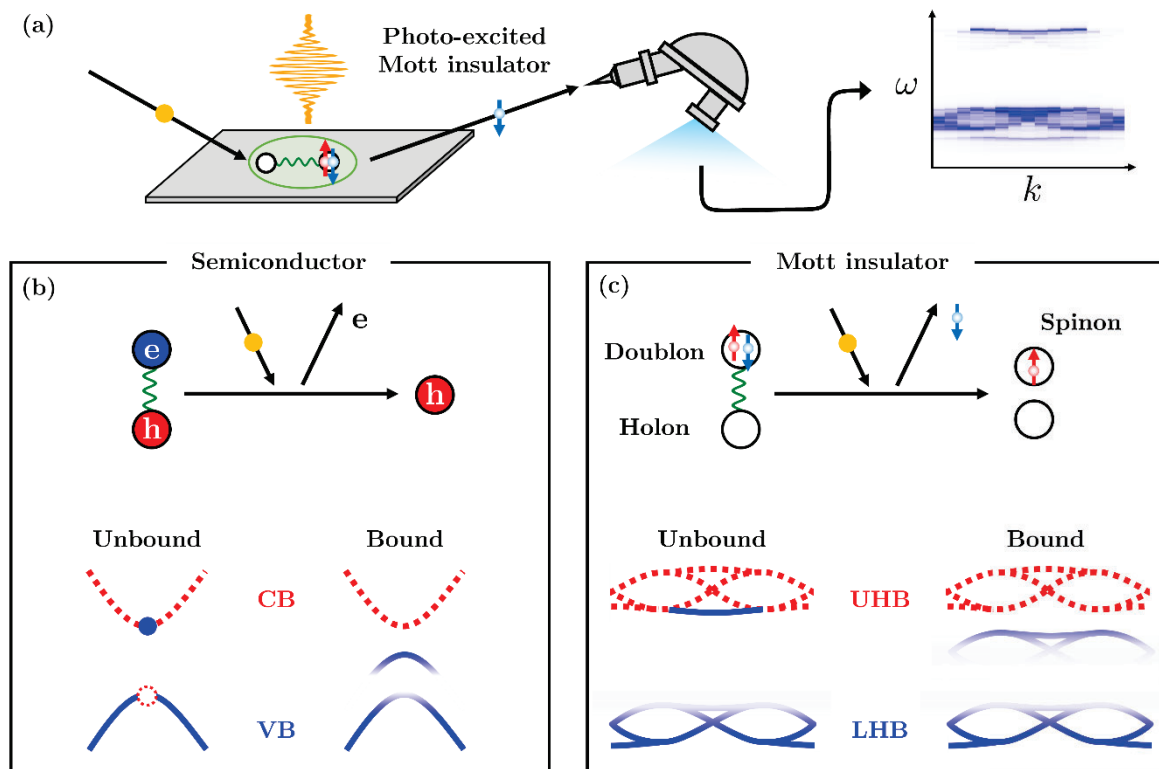 (a)
Photo-excited
Mott insulator
ω
k
Semiconductor
(b)
e
e
h
h
Unbound
Bound
CB
VB
Mott insulator
(c)
Doublon
Spinon
Holon
Unbound
Bound
UHB
LHB